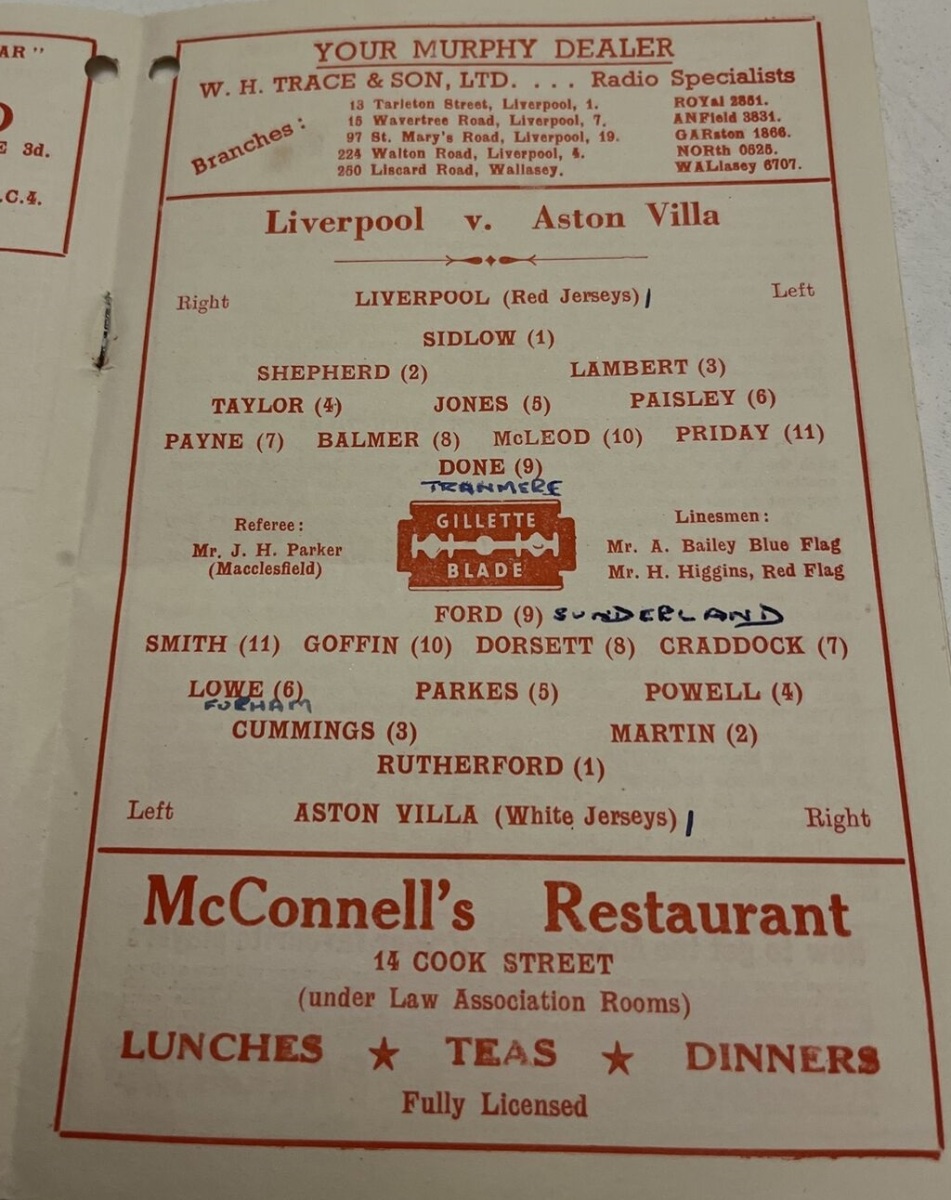 AR"
O
E 3d.
.C.4.
YOUR MURPHY DEALER
W. H. TRACE & SON, LTD. . . . Radio Specialists
Branches:
13 Tarleton Street, Liverpool, 1. ROYal 2851.
15 Wavertree Road, Liverpool, 7. ANField 3831.
97 St. Mary's Road, Liverpool, 19. GARston 1866.
224 Walton Road, Liverpool, 4. NORth 0525.
250 Liscard Road, Wallasey. WALlasey 6707.
Liverpool v. Aston Villa
Right LIVERPOOL (Red Jerseys) 1 Left
SIDLOW (1)
SHEPHERD (2) LAMBERT (3)
TAYLOR (4) JONES (5) PAISLEY (6)
PAYNE (7) BALMER (8) McLEOD (10) PRIDAY (11)
DONE (9)
TRANMERE
Referee:
Mr. J. H. Parker
(Macclesfield)
GILLETTE
BLADE
Linesmen:
Mr. A. Bailey Blue Flag
Mr. H. Higgins, Red Flag
FORD (9) SUNDERLAND
SMITH (11) GOFFIN (10) DORSETT (8) CRADDOCK (7)
LOWE (6) PARKES (5) POWELL (4)
FULHAM
CUMMINGS (3) MARTIN (2)
RUTHERFORD (1)
Left ASTON VILLA (White Jerseys) 1 Right
McConnell's Restaurant
14 COOK STREET
(under Law Association Rooms)
LUNCHES ★ TEAS ★ DINNERS
Fully Licensed